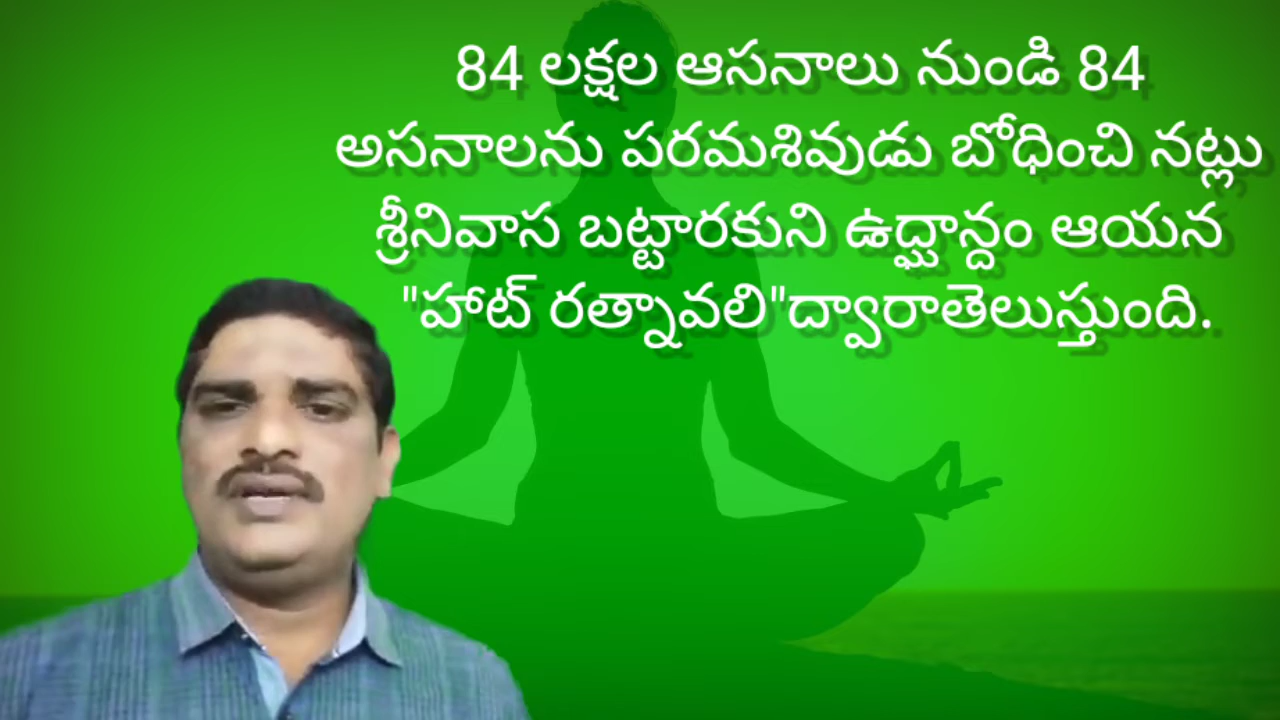 84 లక్షల ఆసనాలు నుండి 84
అసనాలను పరమశివుడు బోధించి నట్లు
శ్రీనివాస బట్టారకుని ఉద్ఘాన్దం ఆయన
"హాట్ రత్నావలి"ద్వారాతెలుస్తుంది.